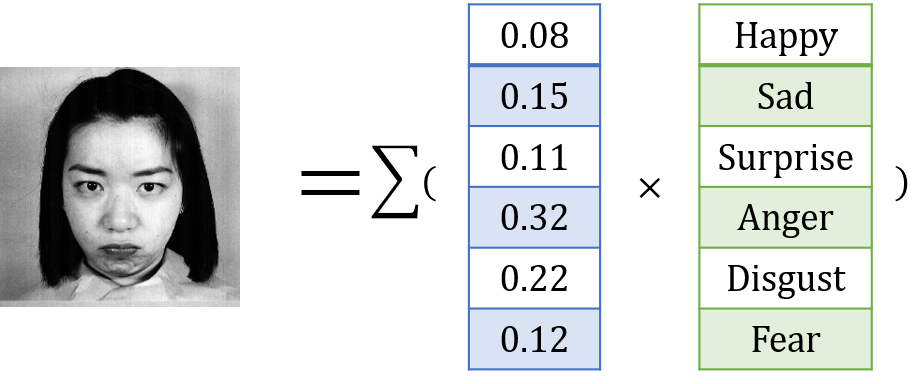 0.08 Happy
0.15 Sad
0.11 Surprise
= ∑( × )
0.32 Anger
0.22 Disgust
0.12 Fear